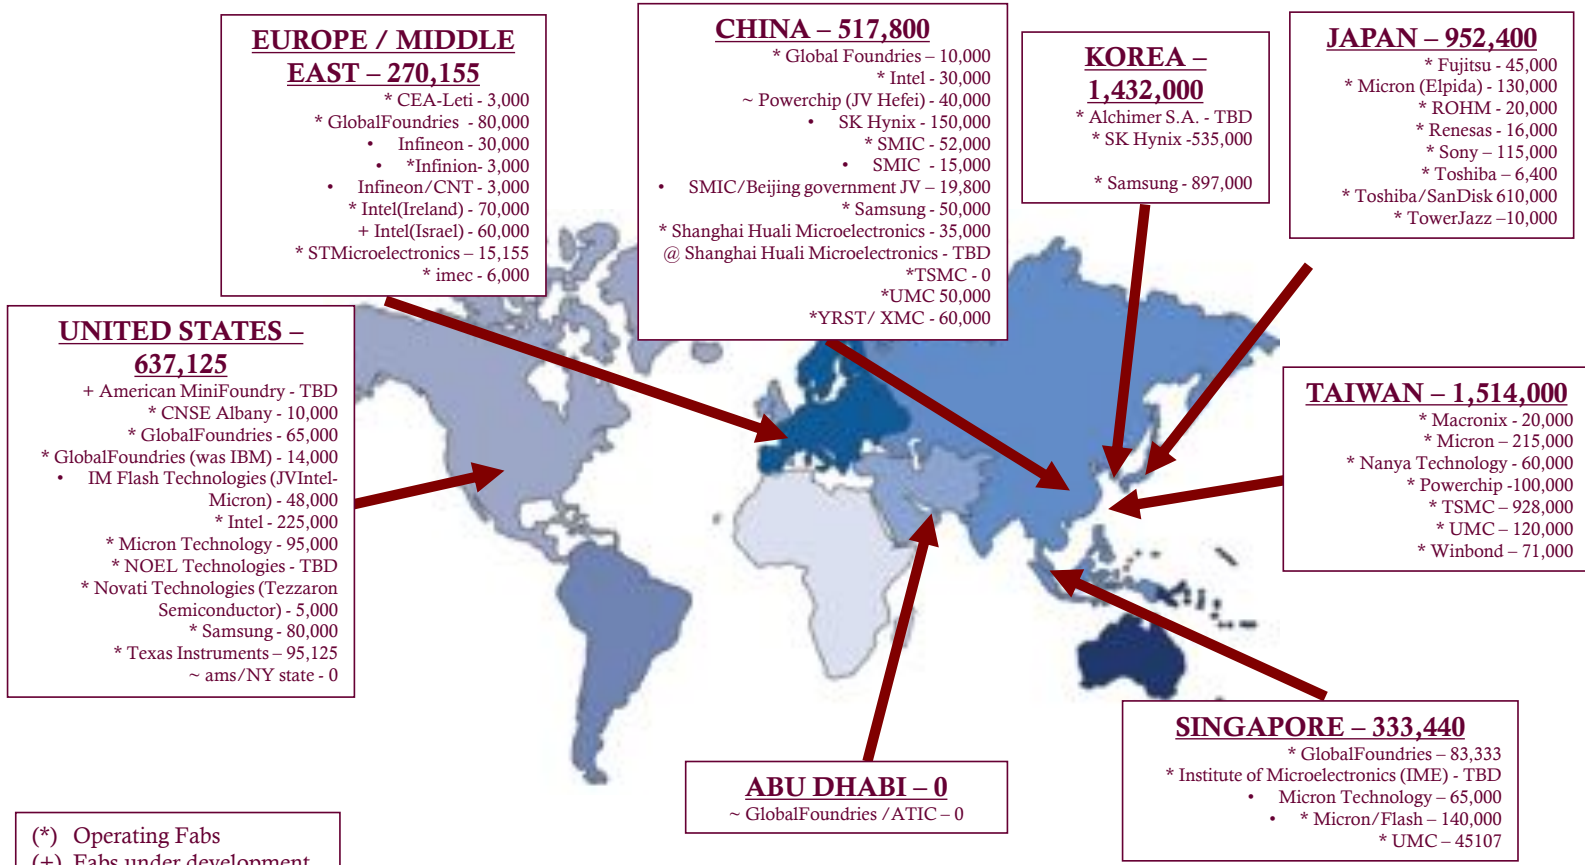 EUROPE / MIDDLE
EAST – 270,155
* CEA-Leti - 3,000
* GlobalFoundries - 80,000
• Infineon - 30,000
• *Infinion- 3,000
• Infineon/CNT - 3,000
* Intel(Ireland) - 70,000
+ Intel(Israel) - 60,000
* STMicroelectronics – 15,155
* imec - 6,000
CHINA – 517,800
* Global Foundries – 10,000
* Intel - 30,000
~ Powerchip (JV Hefei) - 40,000
• SK Hynix - 150,000
* SMIC - 52,000
• SMIC - 15,000
• SMIC/Beijing government JV – 19,800
* Samsung - 50,000
* Shanghai Huali Microelectronics - 35,000
@ Shanghai Huali Microelectronics - TBD
*TSMC - 0
*UMC 50,000
*YRST/ XMC - 60,000
KOREA –
1,432,000
* Alchimer S.A. - TBD
* SK Hynix -535,000
* Samsung - 897,000
JAPAN – 952,400
* Fujitsu - 45,000
* Micron (Elpida) - 130,000
* ROHM - 20,000
* Renesas - 16,000
* Sony – 115,000
* Toshiba – 6,400
* Toshiba/SanDisk 610,000
* TowerJazz –10,000
UNITED STATES –
637,125
+ American MiniFoundry - TBD
* CNSE Albany - 10,000
* GlobalFoundries - 65,000
* GlobalFoundries (was IBM) - 14,000
• IM Flash Technologies (JVIntel-
Micron) - 48,000
* Intel - 225,000
* Micron Technology - 95,000
* NOEL Technologies - TBD
* Novati Technologies (Tezzaron
Semiconductor) - 5,000
* Samsung - 80,000
* Texas Instruments – 95,125
~ ams/NY state - 0
TAIWAN – 1,514,000
* Macronix - 20,000
* Micron – 215,000
* Nanya Technology - 60,000
* Powerchip -100,000
* TSMC – 928,000
* UMC – 120,000
* Winbond – 71,000
SINGAPORE – 333,440
* GlobalFoundries – 83,333
* Institute of Microelectronics (IME) - TBD
• Micron Technology – 65,000
• * Micron/Flash – 140,000
* UMC – 45107
ABU DHABI – 0
~ GlobalFoundries /ATIC – 0
(*) Operating Fabs
(+) Fabs under development